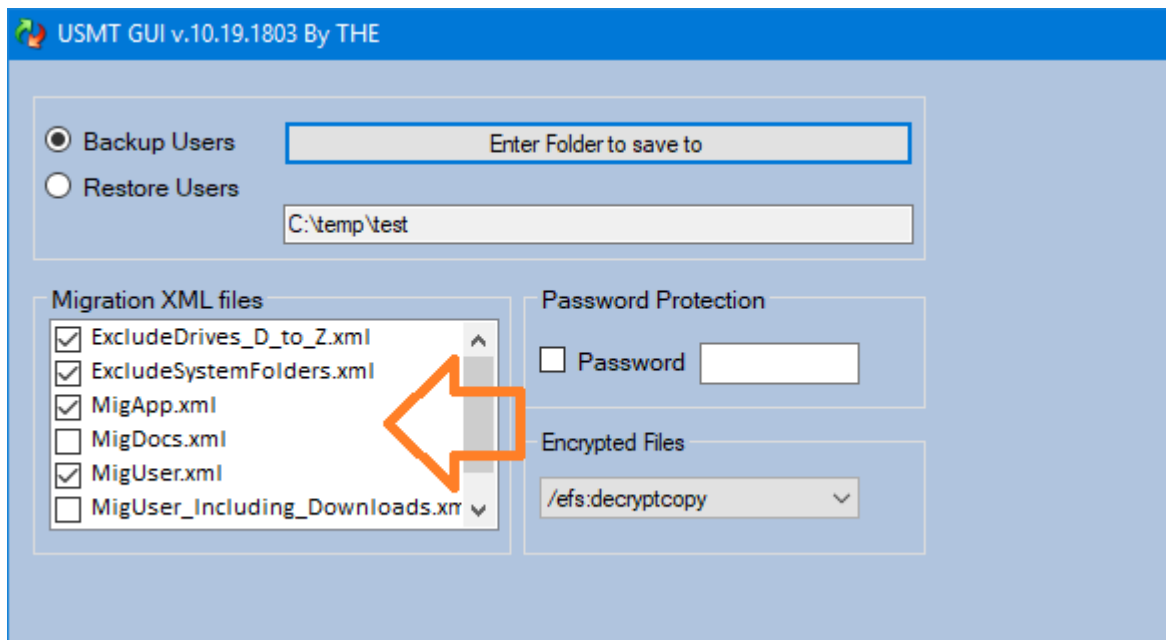 USMT GUI v.10.19.1803 By THE
Backup Users
Enter Folder to save to
Restore Users
C:\temp\test
Migration XML files
ExcludeDrives_D_to_Z.xml
ExcludeSystemFolders.xml
MigApp.xml
MigDocs.xml
MigUser.xml
MigUser_Including_Downloads.xm
Password Protection
Password
Encrypted Files
/efs:decryptcopy